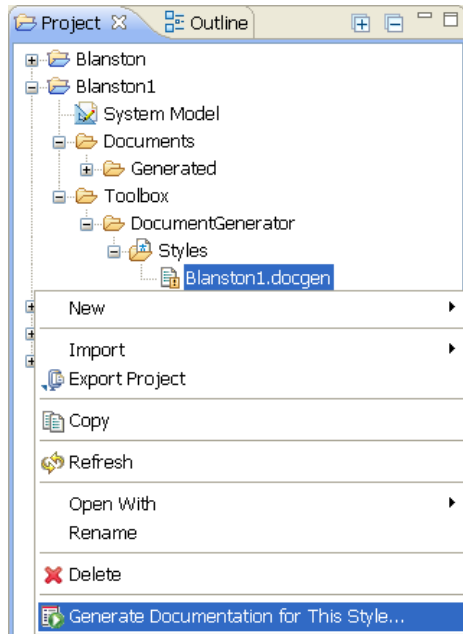 Project Outline
Blanston
Blanston1
System Model
Documents
Generated
Toolbox
DocumentGenerator
Styles
Blanston1.docgen
New
Import
Export Project
Copy
Refresh
Open With
Rename
Delete
Generate Documentation for This Style...